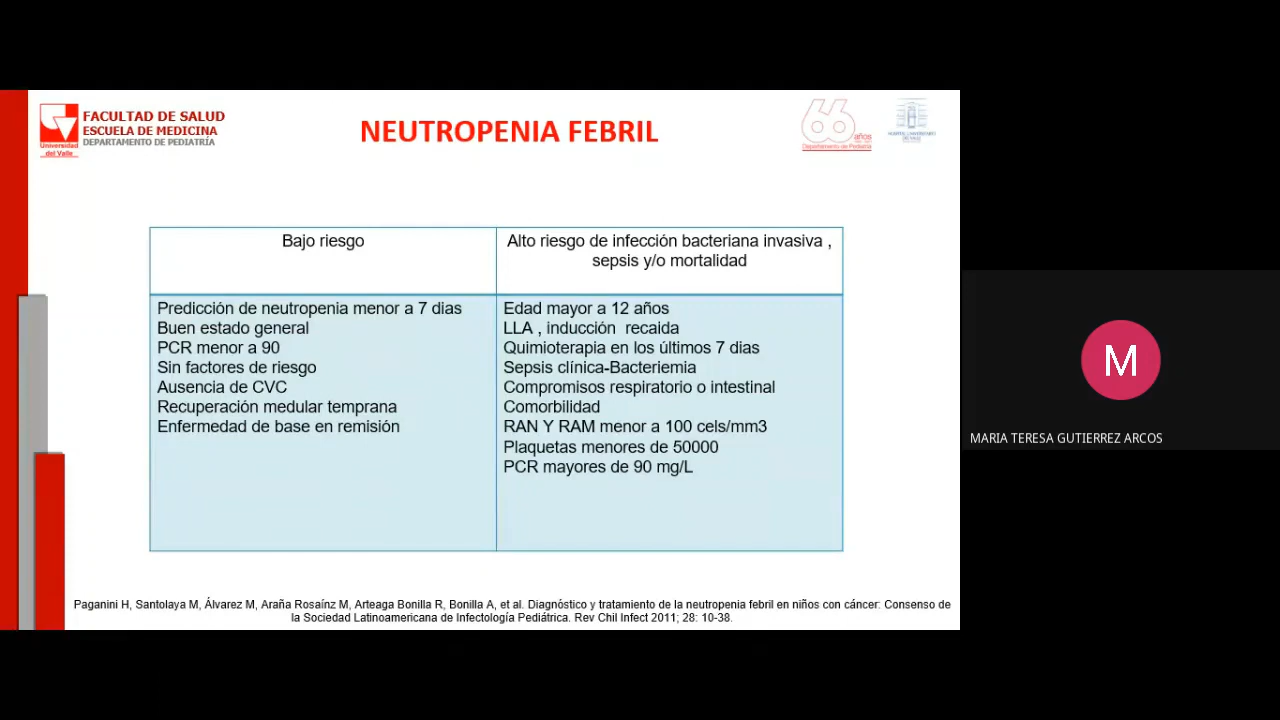 FACULTAD DE SALUD
ESCUELA DE MEDICINA
DEPARTAMENTO DE PEDIATRÍA
Universidad
del Valle
NEUTROPENIA FEBRIL
66
años
Departamento de Pediatría
Bajo riesgo
Alto riesgo de infección bacteriana invasiva ,
sepsis y/o mortalidad
Predicción de neutropenia menor a 7 dias
Buen estado general
PCR menor a 90
Sin factores de riesgo
Ausencia de CVC
Recuperación medular temprana
Enfermedad de base en remisión
Edad mayor a 12 años
LLA , inducción recaida
Quimioterapia en los últimos 7 dias
Sepsis clínica-Bacteriemia
Compromisos respiratorio o intestinal
Comorbilidad
RAN Y RAM menor a 100 cels/mm3
Plaquetas menores de 50000
PCR mayores de 90 mg/L
Paganini H, Santolaya M, Álvarez M, Araña Rosaínz M, Arteaga Bonilla R, Bonilla A, et al. Diagnóstico y tratamiento de la neutropenia febril en niños con cáncer: Consenso de
la Sociedad Latinoamericana de Infectología Pediátrica. Rev Chil Infect 2011; 28: 10-38.
M
MARIA TERESA GUTIERREZ ARCOS